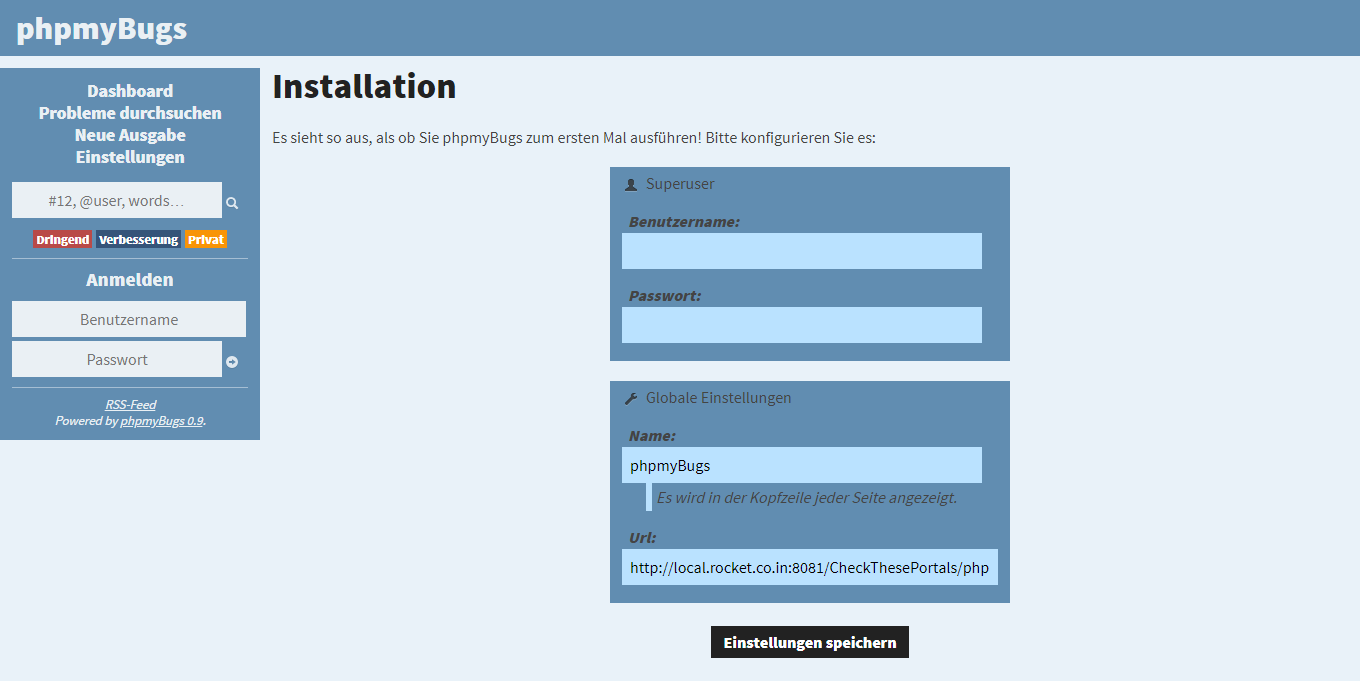 phpmyBugs
Dashboard
Probleme durchsuchen
Neue Ausgabe
Einstellungen
#12, @user, words…
Dringend Verbesserung Privat
Anmelden
Benutzername
Passwort
RSS-Feed
Powered by phpmyBugs 0.9.
Installation
Es sieht so aus, als ob Sie phpmyBugs zum ersten Mal ausführen! Bitte konfigurieren Sie es:
Superuser
Benutzername:
Passwort:
Globale Einstellungen
Name:
phpmyBugs
Es wird in der Kopfzeile jeder Seite angezeigt.
Url:
http://local.rocket.co.in:8081/CheckThesePortals/php
Einstellungen speichern